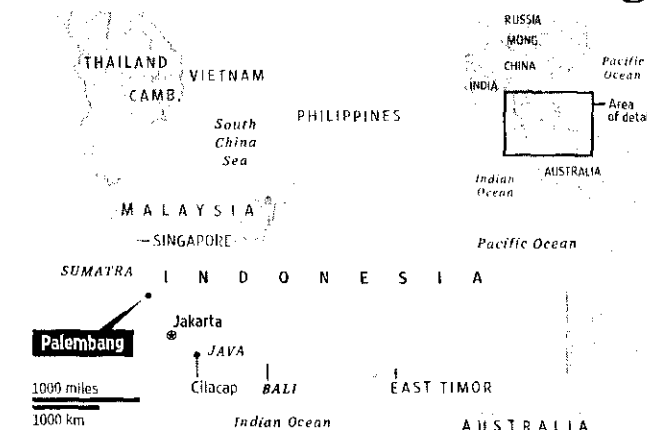 RUSSIA
MONG.
CHINA
INDIA
Pacific
Ocean
Area
of detai
Indian
Ocean
AUSTRALIA
THAILAND
VIETNAM
CAMB.
South
China
Sea
PHILIPPINES
MALAYSIA
SINGAPORE
Pacific Ocean
SUMATRA
INDONESIA
Palembang
Jakarta
JAVA
Cilacap
BALI
EAST TIMOR
1000 miles
1000 km
Indian Ocean
AUSTRALIA